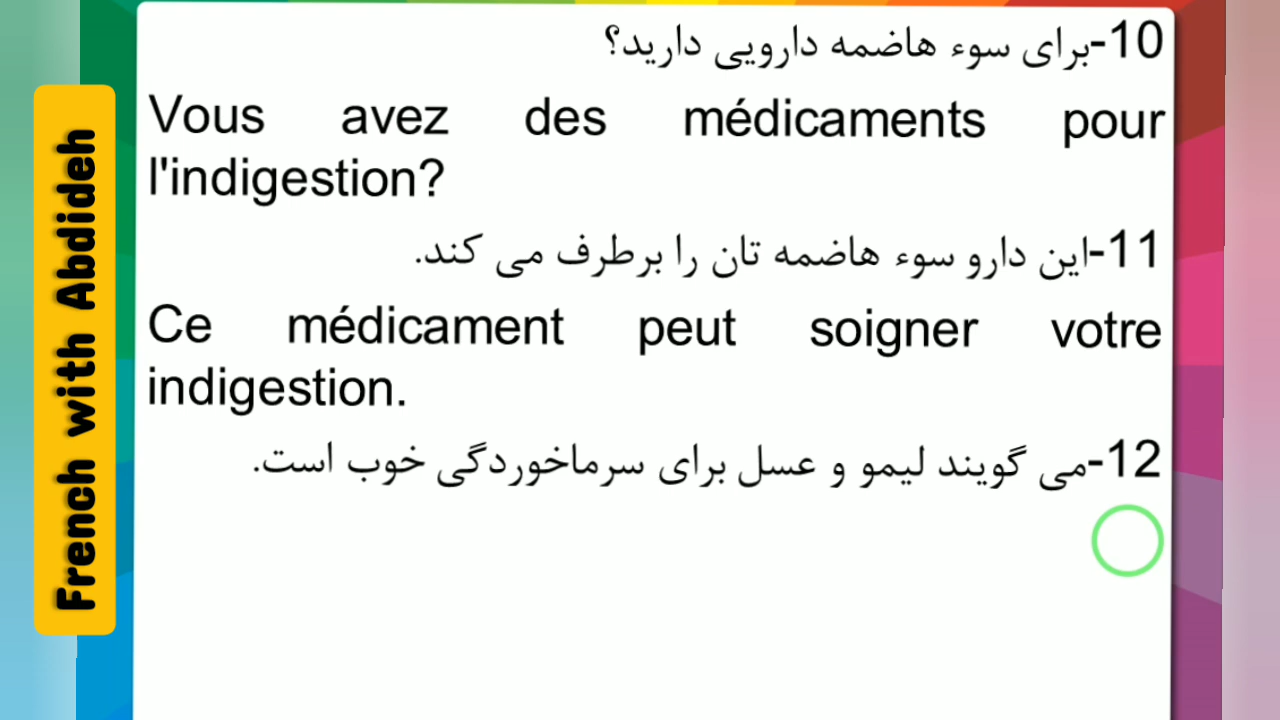 French with Abdideh
10-برای سوء هاضمه دارویی دارید؟
Vous avez des médicaments pour
l'indigestion?
11-این دارو سوء هاضمه تان را برطرف می کند.
Ce médicament peut soigner votre
indigestion.
12-می گویند لیمو و عسل برای سرماخوردگی خوب است.